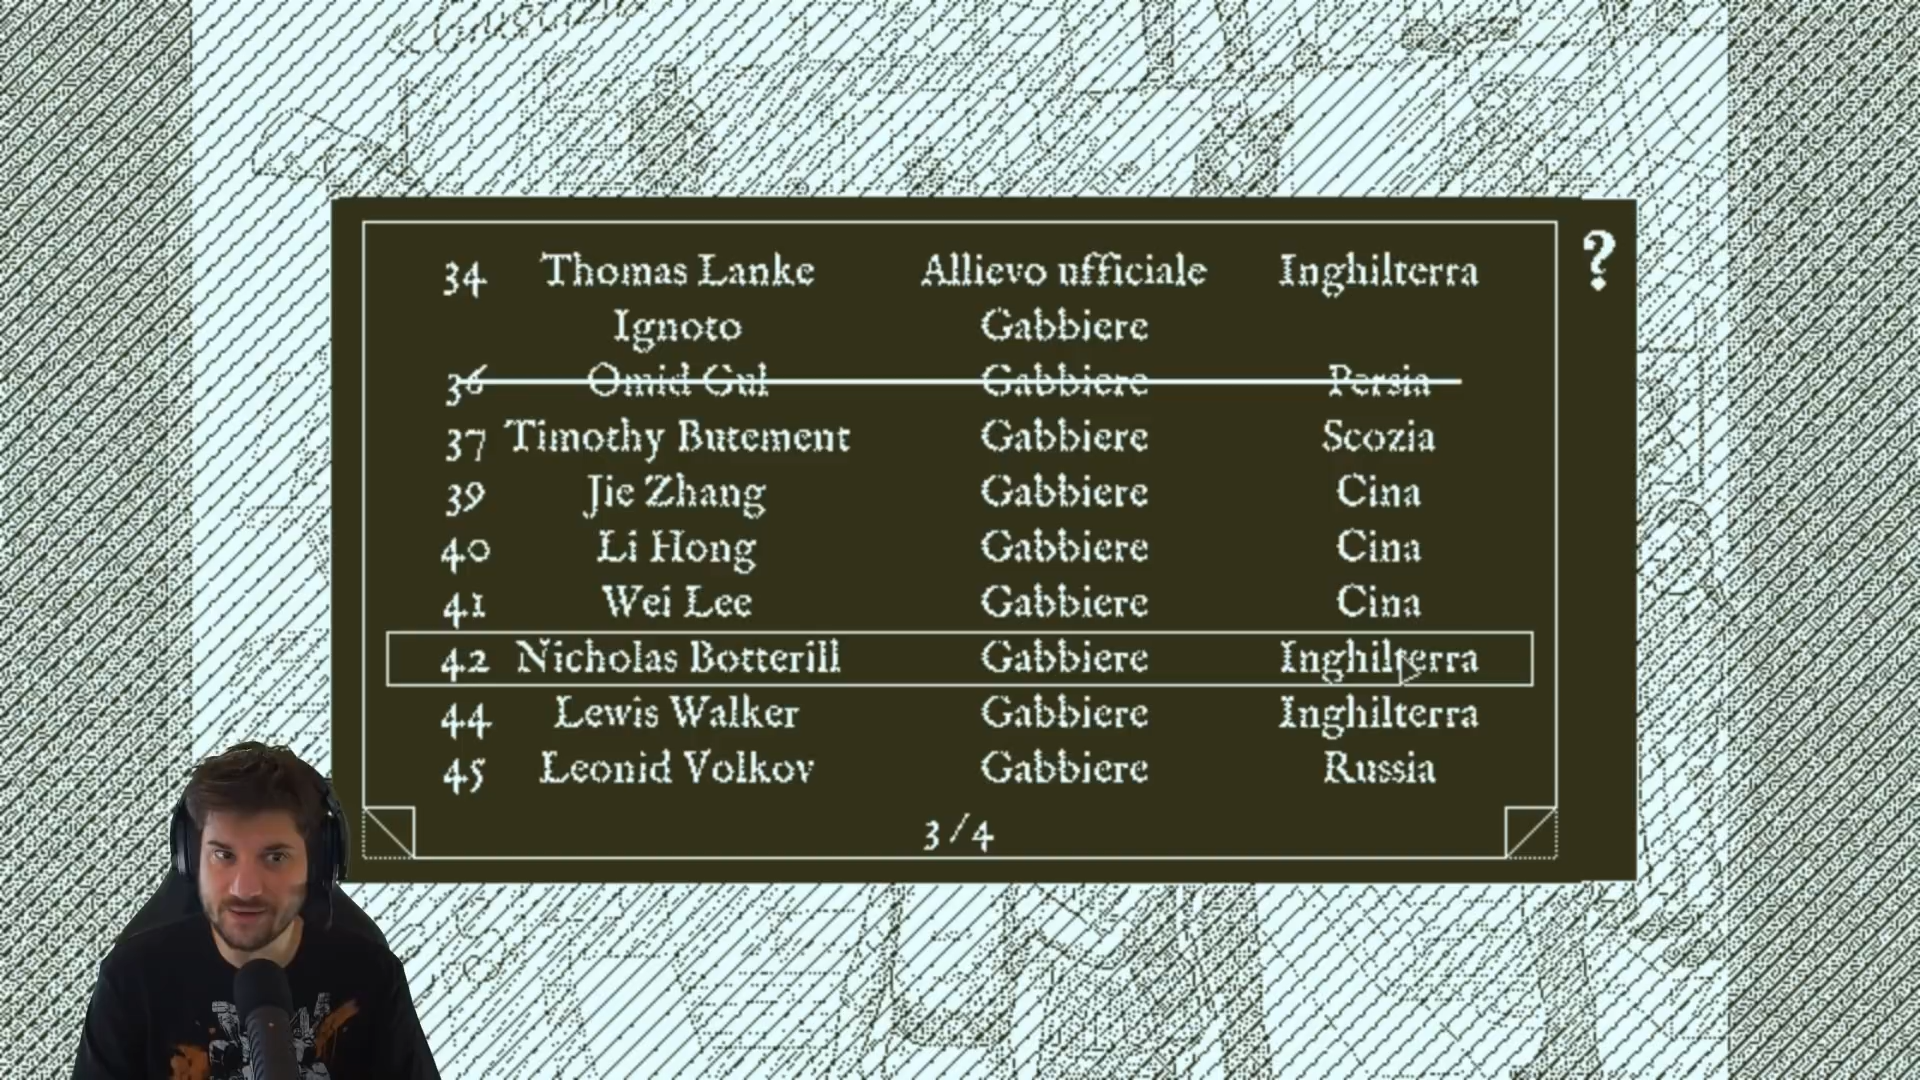 ?
34 Thomas Lanke Allievo ufficiale Inghilterra
Ignoto Gabbiere
36 Omid Gul Gabbiere Persia
37 Timothy Butement Gabbiere Scozia
39 Jie Zhang Gabbiere Cina
40 Li Hong Gabbiere Cina
41 Wei Lee Gabbiere Cina
42 Nicholas Botterill Gabbiere Inghilterra
44 Lewis Walker Gabbiere Inghilterra
45 Leonid Volkov Gabbiere Russia
3/4